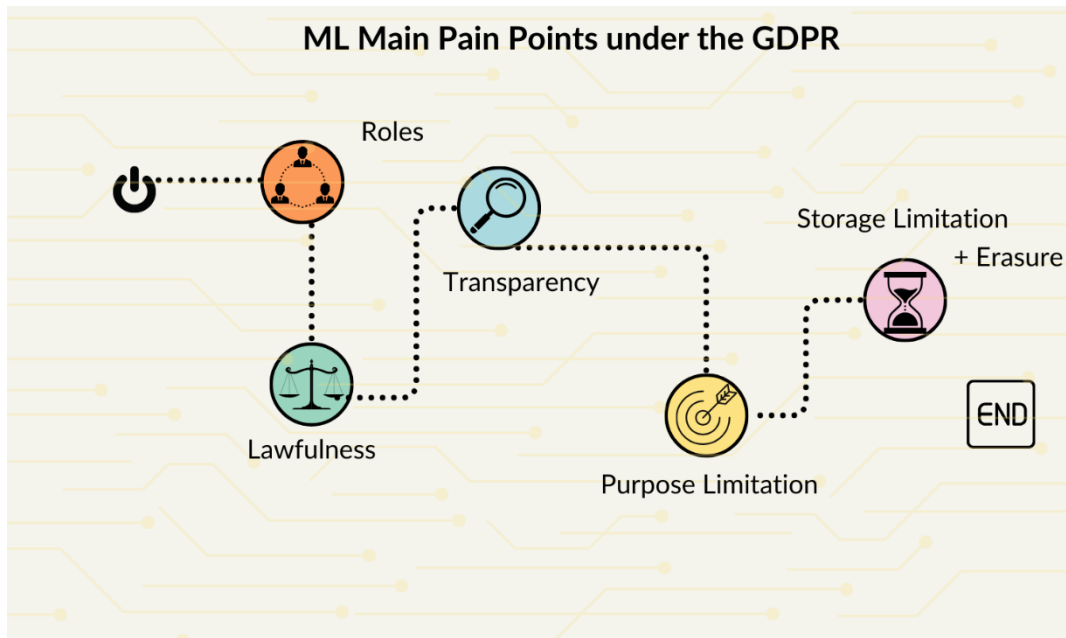 ML Main Pain Points under the GDPR
Roles
Transparency
Storage Limitation
+ Erasure
Lawfulness
Purpose Limitation
END